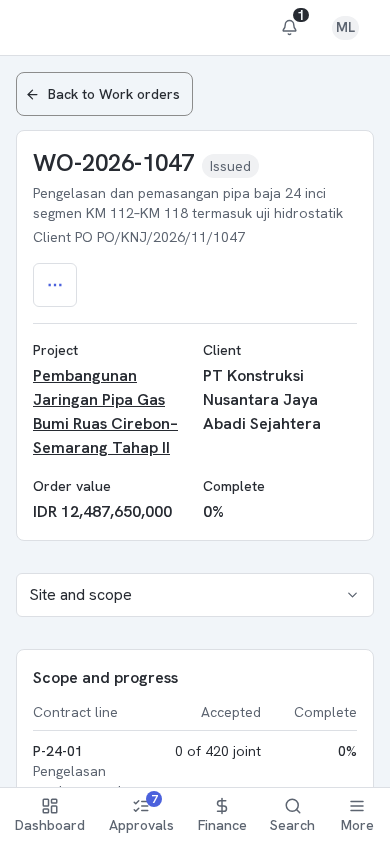 1
ML
Back to Work orders
WO-2026-1047 Issued
Pengelasan dan pemasangan pipa baja 24 inci
segmen KM 112–KM 118 termasuk uji hidrostatik
Client PO PO/KNJ/2026/11/1047
...
Project
Pembangunan
Jaringan Pipa Gas
Bumi Ruas Cirebon–
Semarang Tahap II
Client
PT Konstruksi
Nusantara Jaya
Abadi Sejahtera
Order value
IDR 12,487,650,000
Complete
0%
Site and scope
Scope and progress
Contract line Accepted Complete
P-24-01 0 of 420 joint 0%
Pengelasan
Dashboard
7
Approvals
Finance
Search
More